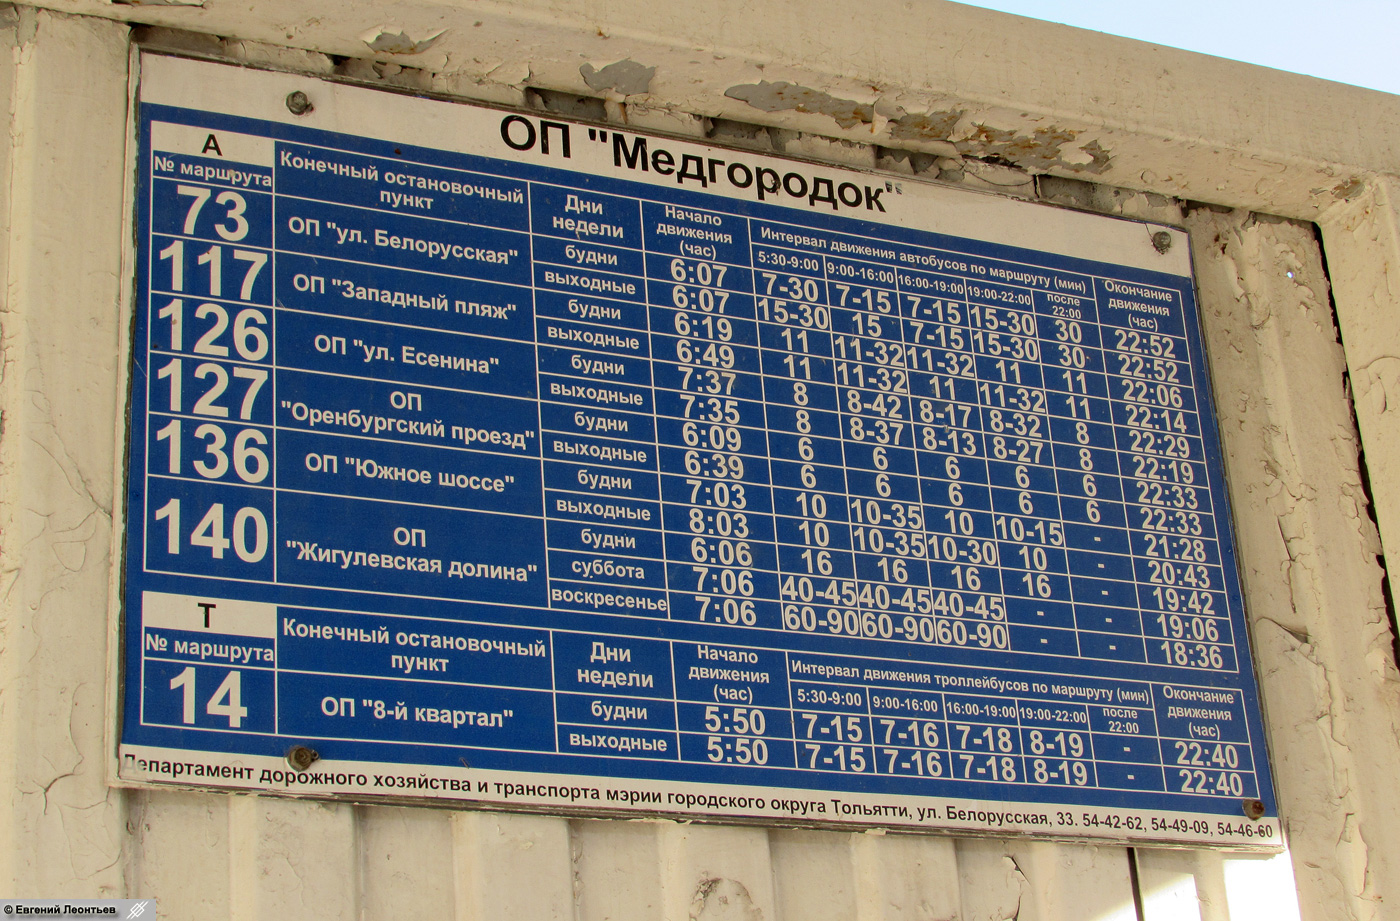 ОП "Медгородок"
А
№ маршрута
Конечный остановочный пункт
Дни недели
Начало движения (час)
Интервал движения автобусов по маршруту (мин)
5:30-9:00 9:00-16:00 16:00-19:00 19:00-22:00 после 22:00
Окончание движения (час)
73 ОП "ул. Белорусская" будни 6:07 7-30 7-15 7-15 15-30 30 22:52
выходные 6:07 15-30 15 7-15 15-30 30 22:52
117 ОП "Западный пляж" будни 6:19 11 11-32 11-32 11 11 22:06
выходные 6:49 11 11-32 11 11-32 11 22:14
126 ОП "ул. Есенина" будни 7:37 8 8-42 8-17 8-32 8 22:29
выходные 7:35 8 8-37 8-13 8-27 8 22:19
127 ОП "Оренбургский проезд" будни 6:09 6 6 6 6 6 22:33
выходные 6:39 6 6 6 6 6 22:33
136 ОП "Южное шоссе" будни 7:03 10 10-35 10 10-15 - 21:28
выходные 8:03 10 10-35 10-30 10 - 20:43
140 ОП "Жигулевская долина" будни 6:06 16 16 16 16 - 19:42
суббота 7:06 40-45 40-45 40-45 - - 19:06
воскресенье 7:06 60-90 60-90 60-90 - - 18:36
Т
№ маршрута
Конечный остановочный пункт
Дни недели
Начало движения (час)
Интервал движения троллейбусов по маршруту (мин)
5:30-9:00 9:00-16:00 16:00-19:00 19:00-22:00 после 22:00
Окончание движения (час)
14 ОП "8-й квартал" будни 5:50 7-15 7-16 7-18 8-19 - 22:40
выходные 5:50 7-15 7-16 7-18 8-19 - 22:40
Департамент дорожного хозяйства и транспорта мэрии городского округа Тольятти, ул. Белорусская, 33. 54-42-62, 54-49-09, 54-46-60
© Евгений Леонтьев